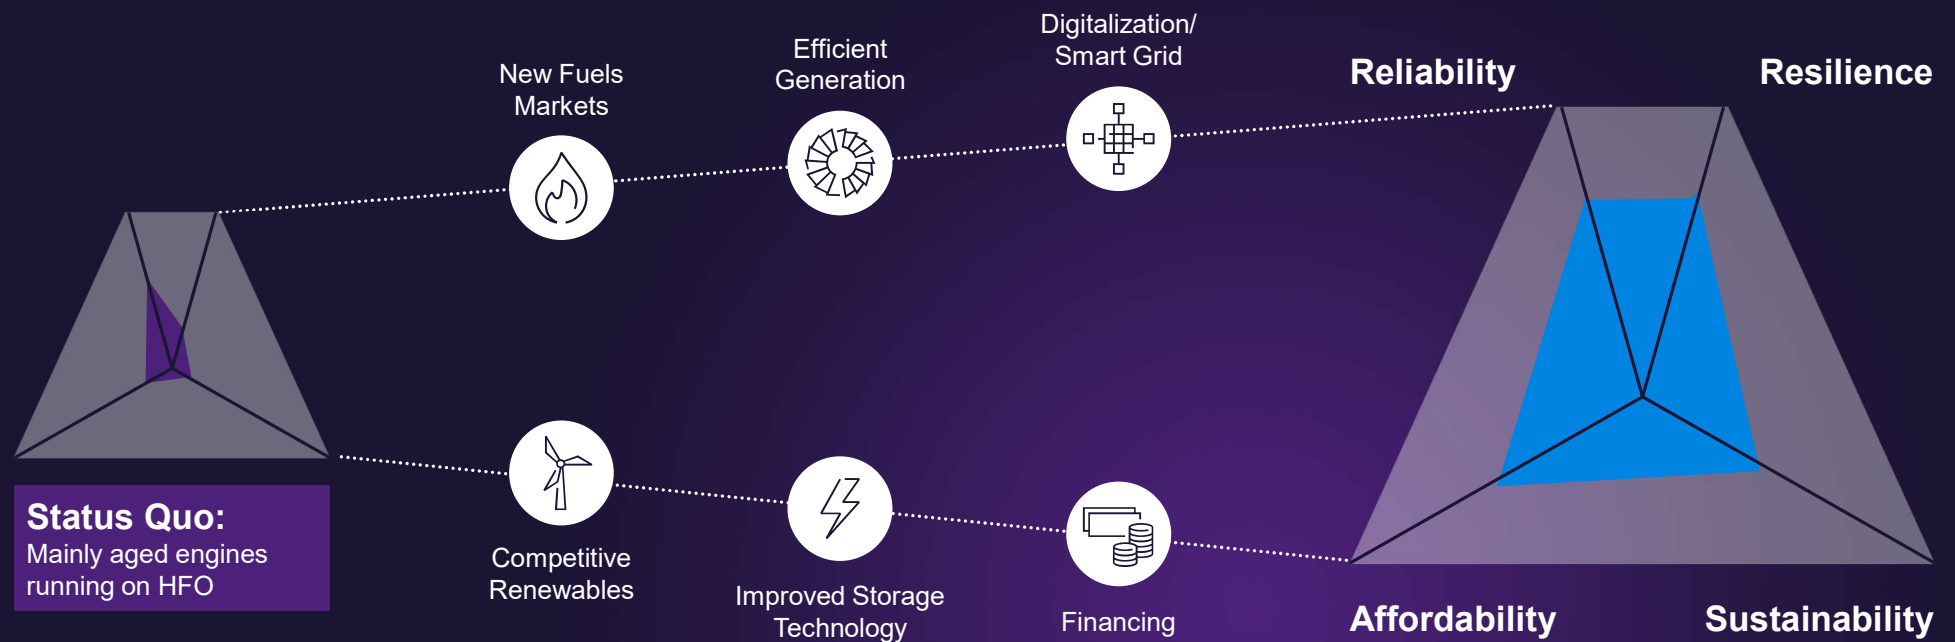 New Fuels
Markets
Efficient
Generation
Digitalization/
Smart Grid
Reliability
Resilience
Status Quo:
Mainly aged engines
running on HFO
Competitive
Renewables
Improved Storage
Technology
Financing
Affordability
Sustainability